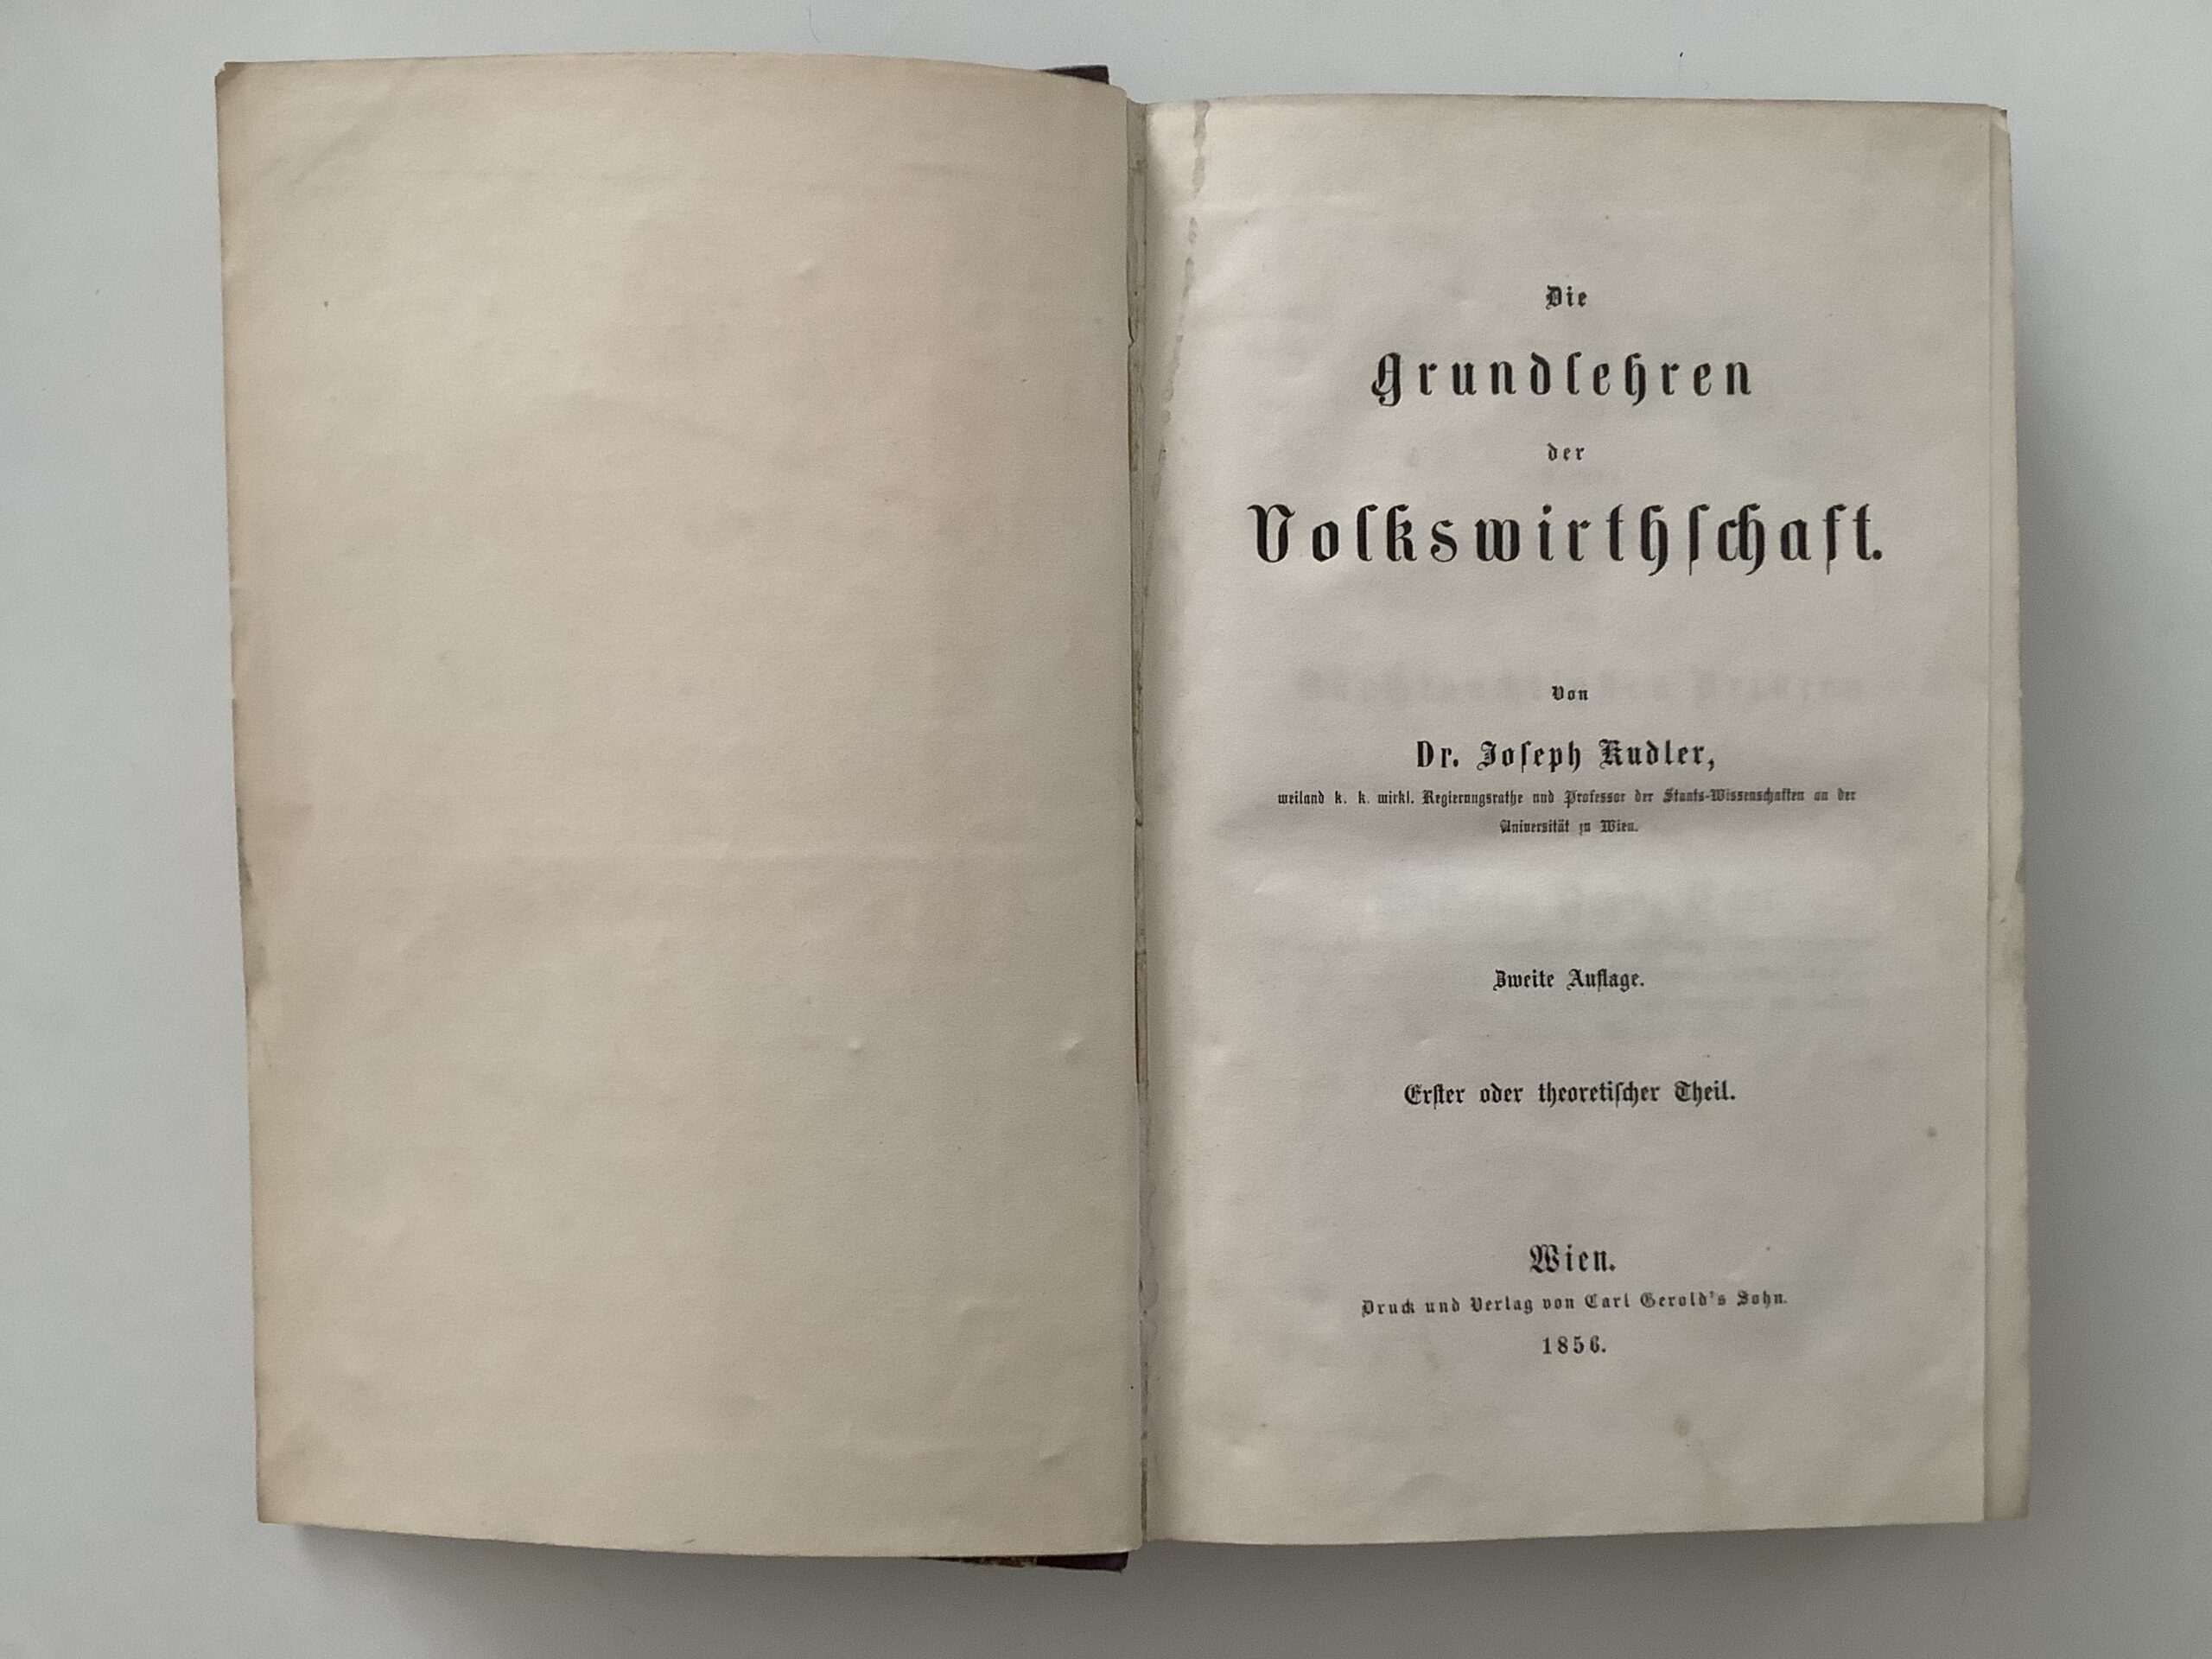 Die
Grundlehren
der
Volkswirthſchaft.
Von
Dr. Joſeph Kudler,
weiland k. k. wirkl. Regierungsrathe und Professor der Staats-Wissenschaften an der
Universität zu Wien.
Zweite Auflage.
Erſter oder theoretiſcher Theil.
Wien.
Druck und Verlag von Carl Gerold's Sohn.
1856.